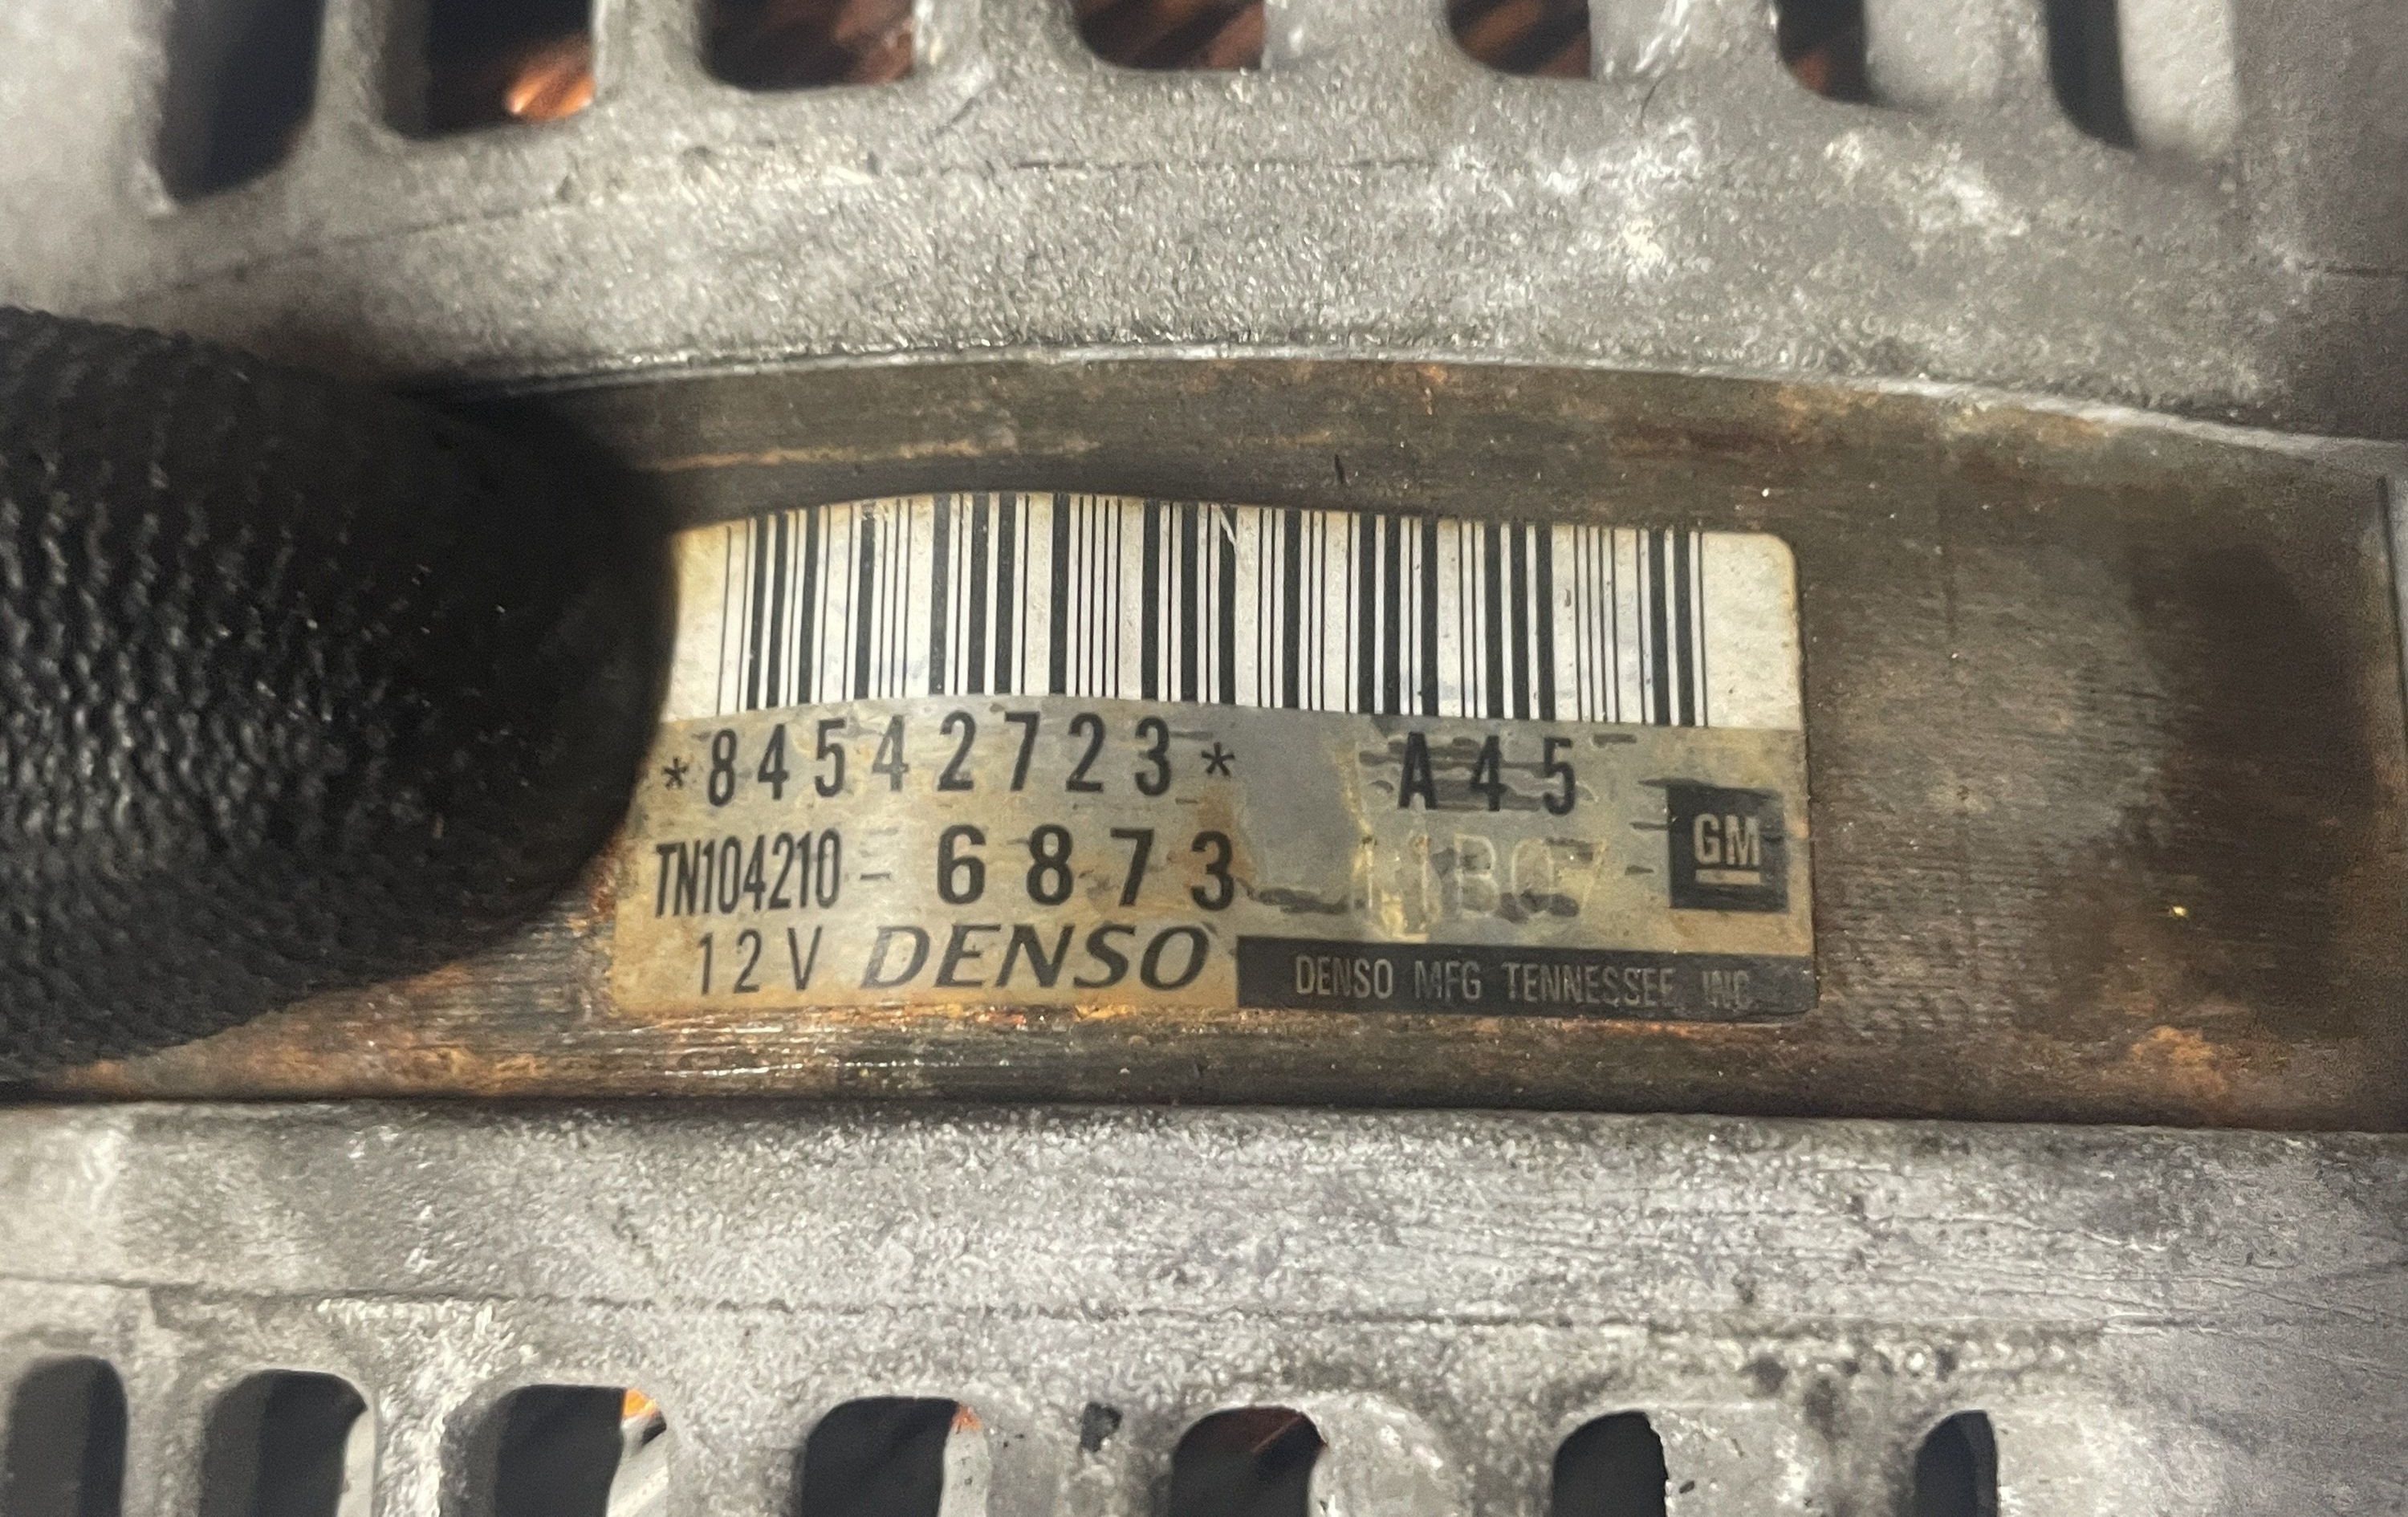 *84542723* A45
TN104210-6873
GM
12V DENSO
DENSO MFG TENNESSEE, INC